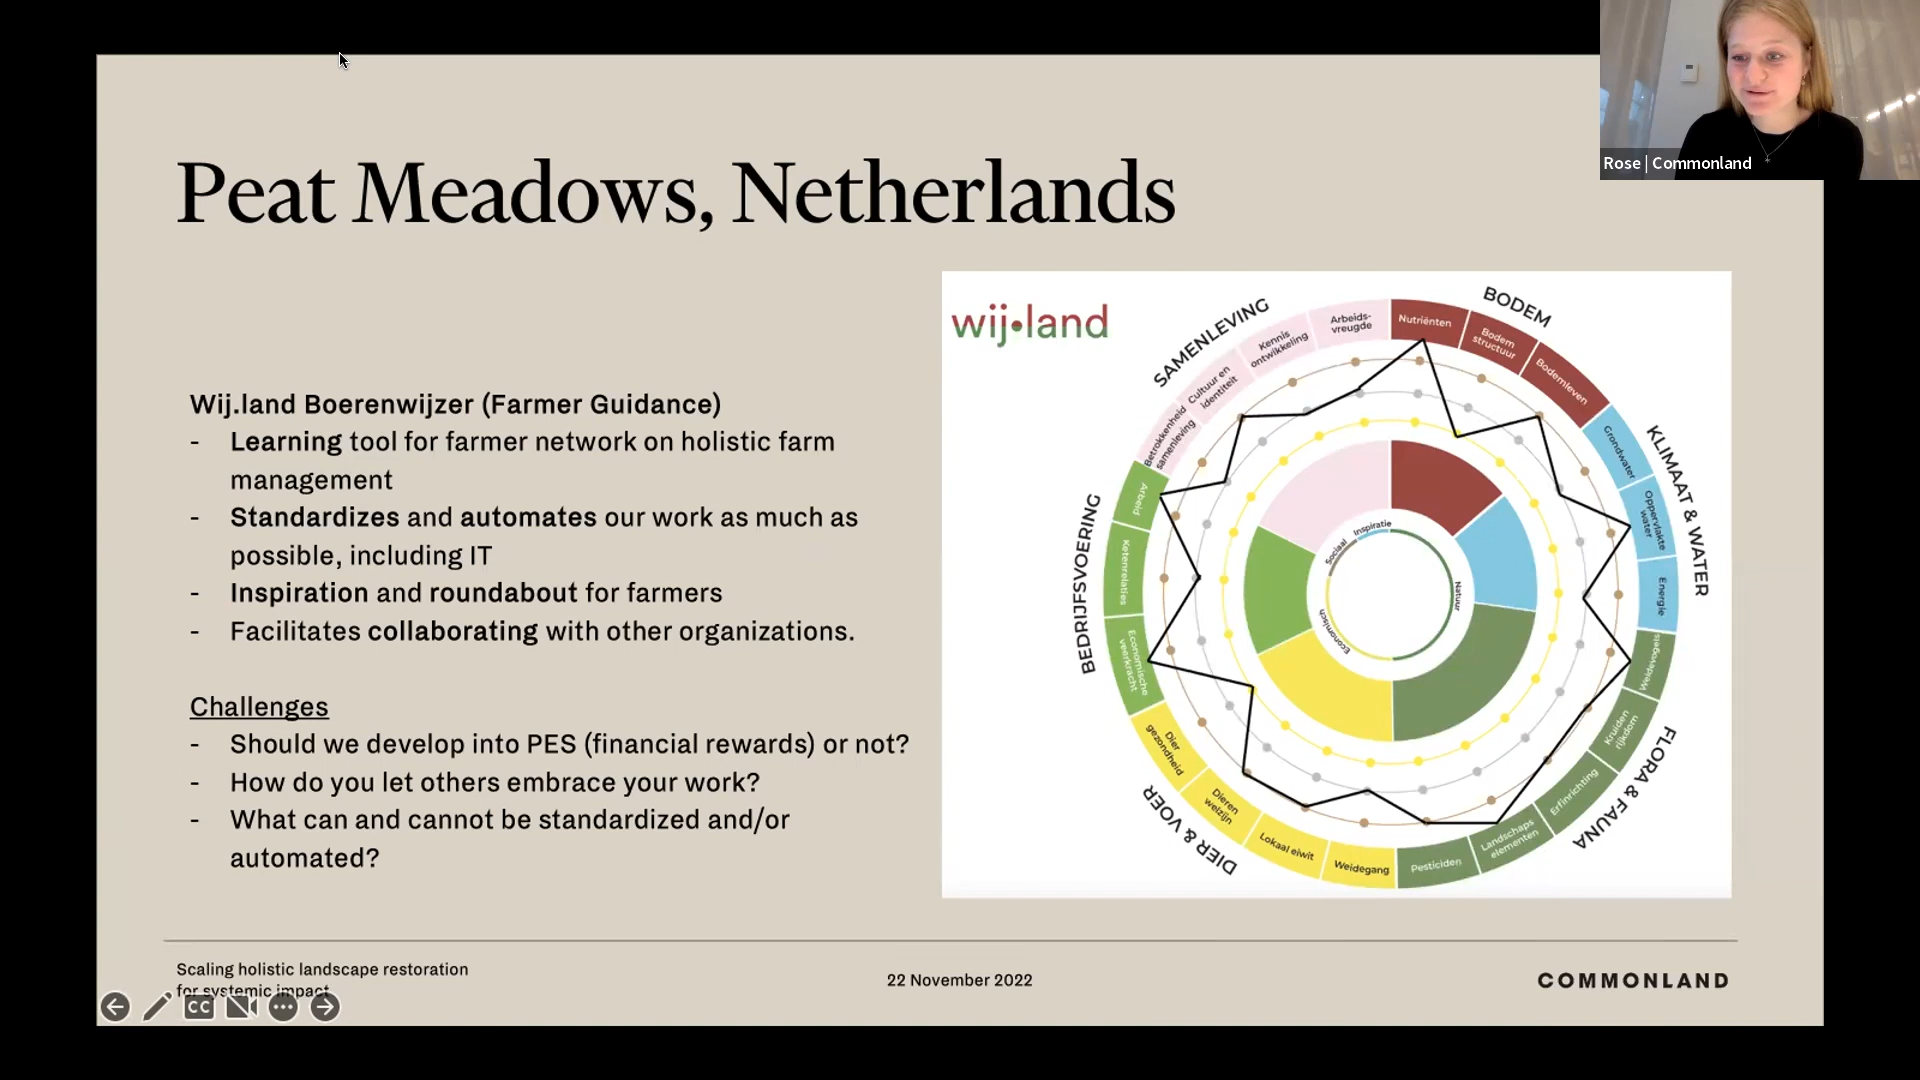 Rose | Commonland
Peat Meadows, Netherlands
Wij.land Boerenwijzer (Farmer Guidance)
- Learning tool for farmer network on holistic farm
management
- Standardizes and automates our work as much as
possible, including IT
- Inspiration and roundabout for farmers
- Facilitates collaborating with other organizations.
Challenges
- Should we develop into PES (financial rewards) or not?
- How do you let others embrace your work?
- What can and cannot be standardized and/or
automated?
wij.land
BODEM
Nutriënten
Bodem
structuur
Bodemleven
KLIMAAT & WATER
Grondwater
Oppervlakte
water
Energie
FLORA & FAUNA
Weidevogels
Kruiden
rijkdom
Erfinrichting
Landschaps
elementen
Pesticiden
DIER & VOER
Weidegang
Lokaal eiwit
Dieren
welzijn
Dier
gezondheid
BEDRIJFSVOERING
Economische
veerkracht
Ketenrelaties
Arbeid
SAMENLEVING
Betrokkenheid
samenleving
Cultuur en
identiteit
Kennis
ontwikkeling
Arbeids-
vreugde
Inspiratie
Sociaal
Natuur
Economisch
Scaling holistic landscape restoration
for systemic impact
22 November 2022
COMMONLAND
CC